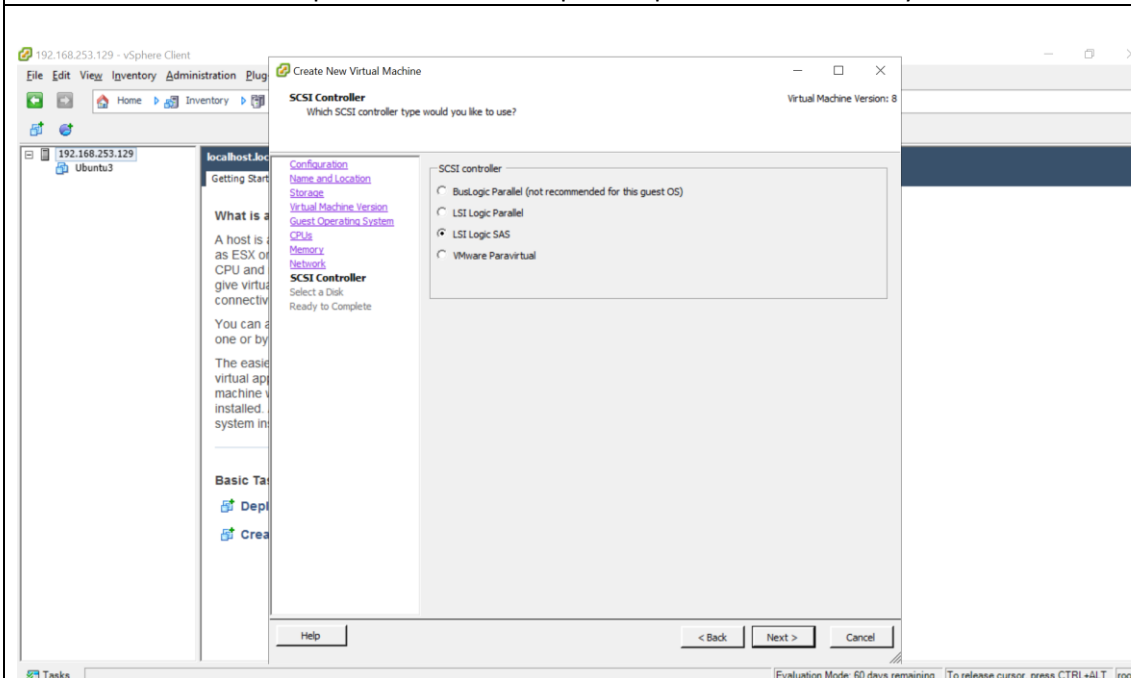 192.168.253.129 - vSphere Client
File Edit View Inventory Administration Plug
Home Inventory
192.168.253.129
Ubuntu3
localhost.loc
Getting Start
What is a
A host is a
as ESX or
CPU and
give virtua
connectiv
You can a
one or by
The easie
virtual app
machine v
installed.
system in
Basic Ta
Depl
Crea
Create New Virtual Machine
SCSI Controller
Which SCSI controller type would you like to use?
Virtual Machine Version: 8
Configuration
Name and Location
Storage
Virtual Machine Version
Guest Operating System
CPUs
Memory
Network
SCSI Controller
Select a Disk
Ready to Complete
SCSI controller
BusLogic Parallel (not recommended for this guest OS)
LSI Logic Parallel
LSI Logic SAS
VMware Paravirtual
Help
< Back
Next >
Cancel
Tasks
Evaluation Mode: 60 days remaining
To release cursor, press CTRL+ALT
roo